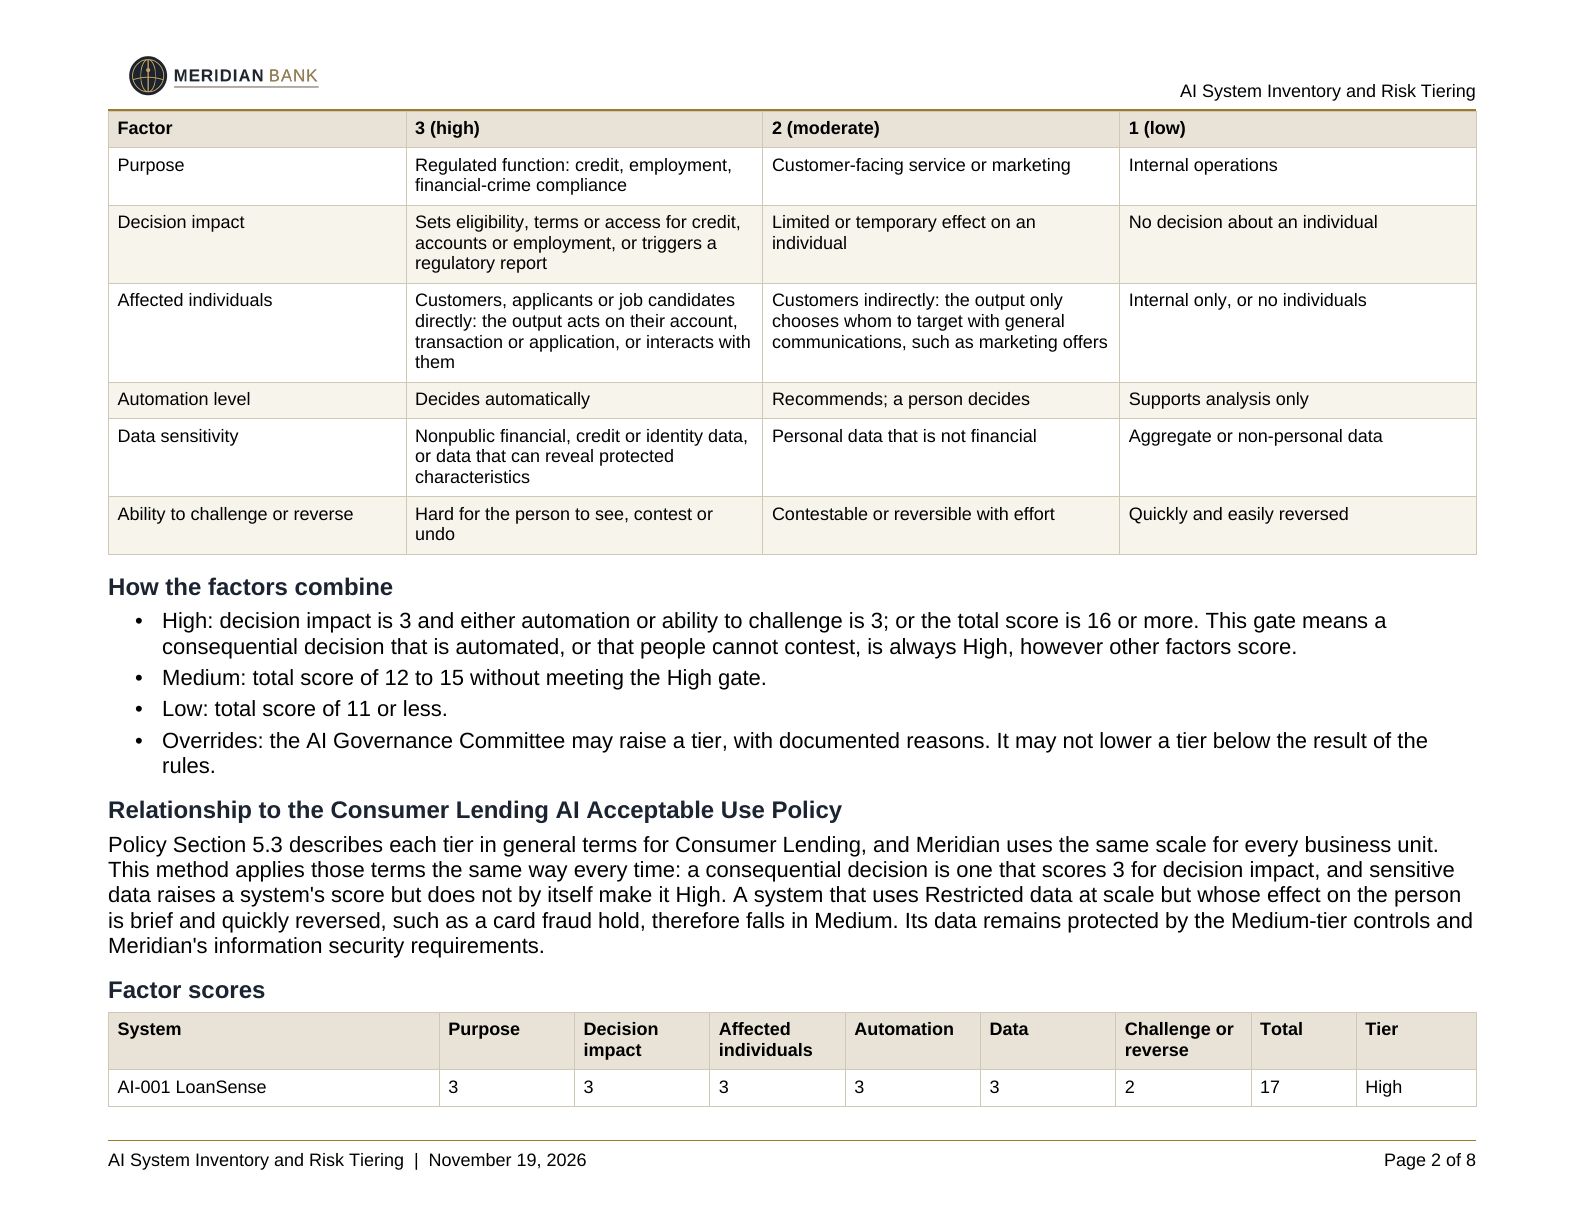 MERIDIAN BANK
AI System Inventory and Risk Tiering
Factor 3 (high) 2 (moderate) 1 (low)
Purpose Regulated function: credit, employment, Customer-facing service or marketing Internal operations
financial-crime compliance
Decision impact Sets eligibility, terms or access for credit, Limited or temporary effect on an No decision about an individual
accounts or employment, or triggers a individual
regulatory report
Affected individuals Customers, applicants or job candidates Customers indirectly: the output only Internal only, or no individuals
directly: the output acts on their account, chooses whom to target with general
transaction or application, or interacts with communications, such as marketing offers
them
Automation level Decides automatically Recommends; a person decides Supports analysis only
Data sensitivity Nonpublic financial, credit or identity data, Personal data that is not financial Aggregate or non-personal data
or data that can reveal protected
characteristics
Ability to challenge or reverse Hard for the person to see, contest or Contestable or reversible with effort Quickly and easily reversed
undo
How the factors combine
• High: decision impact is 3 and either automation or ability to challenge is 3; or the total score is 16 or more. This gate means a
consequential decision that is automated, or that people cannot contest, is always High, however other factors score.
• Medium: total score of 12 to 15 without meeting the High gate.
• Low: total score of 11 or less.
• Overrides: the AI Governance Committee may raise a tier, with documented reasons. It may not lower a tier below the result of the
rules.
Relationship to the Consumer Lending AI Acceptable Use Policy
Policy Section 5.3 describes each tier in general terms for Consumer Lending, and Meridian uses the same scale for every business unit.
This method applies those terms the same way every time: a consequential decision is one that scores 3 for decision impact, and sensitive
data raises a system's score but does not by itself make it High. A system that uses Restricted data at scale but whose effect on the person
is brief and quickly reversed, such as a card fraud hold, therefore falls in Medium. Its data remains protected by the Medium-tier controls and
Meridian's information security requirements.
Factor scores
System Purpose Decision Affected Automation Data Challenge or Total Tier
impact individuals reverse
AI-001 LoanSense 3 3 3 3 3 2 17 High
AI System Inventory and Risk Tiering | November 19, 2026 Page 2 of 8